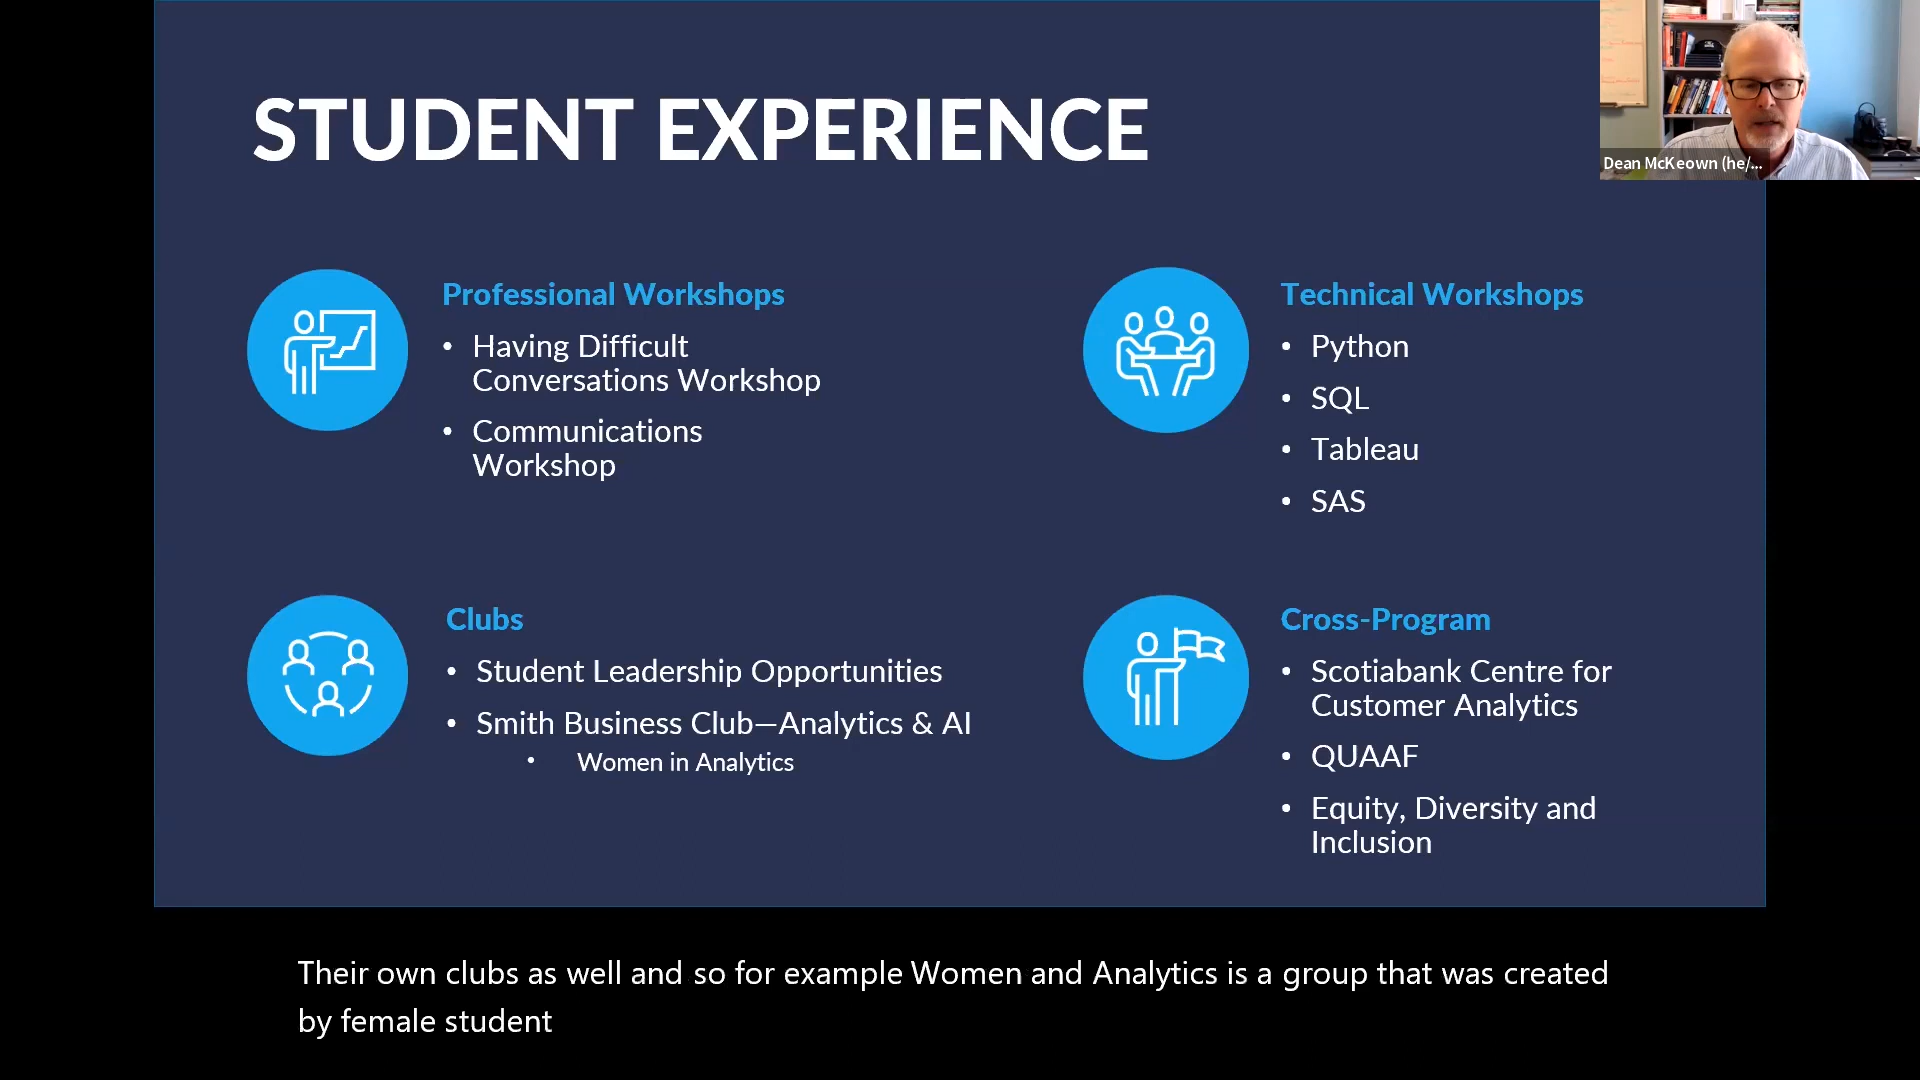 STUDENT EXPERIENCE
Dean McKeown (he/...
Professional Workshops
• Having Difficult
Conversations Workshop
• Communications
Workshop
Technical Workshops
• Python
• SQL
• Tableau
• SAS
Clubs
• Student Leadership Opportunities
• Smith Business Club—Analytics & AI
• Women in Analytics
Cross-Program
• Scotiabank Centre for
Customer Analytics
• QUAAF
• Equity, Diversity and
Inclusion
Their own clubs as well and so for example Women and Analytics is a group that was created
by female student